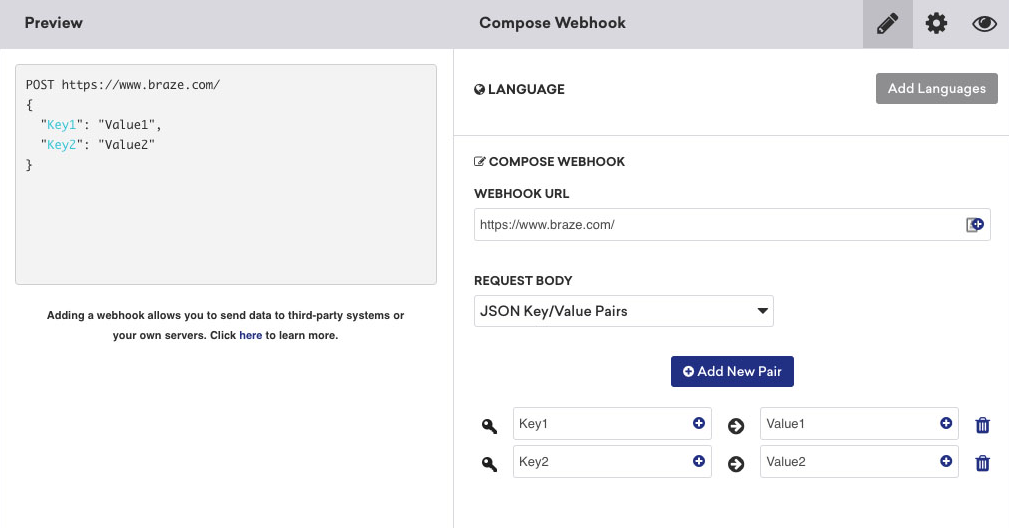 Preview
Compose Webhook
POST https://www.braze.com/
{
"Key1": "Value1",
"Key2": "Value2"
}
Adding a webhook allows you to send data to third-party systems or
your own servers. Click here to learn more.
LANGUAGE
Add Languages
COMPOSE WEBHOOK
WEBHOOK URL
https://www.braze.com/
REQUEST BODY
JSON Key/Value Pairs
Add New Pair
Key1 Value1
Key2 Value2